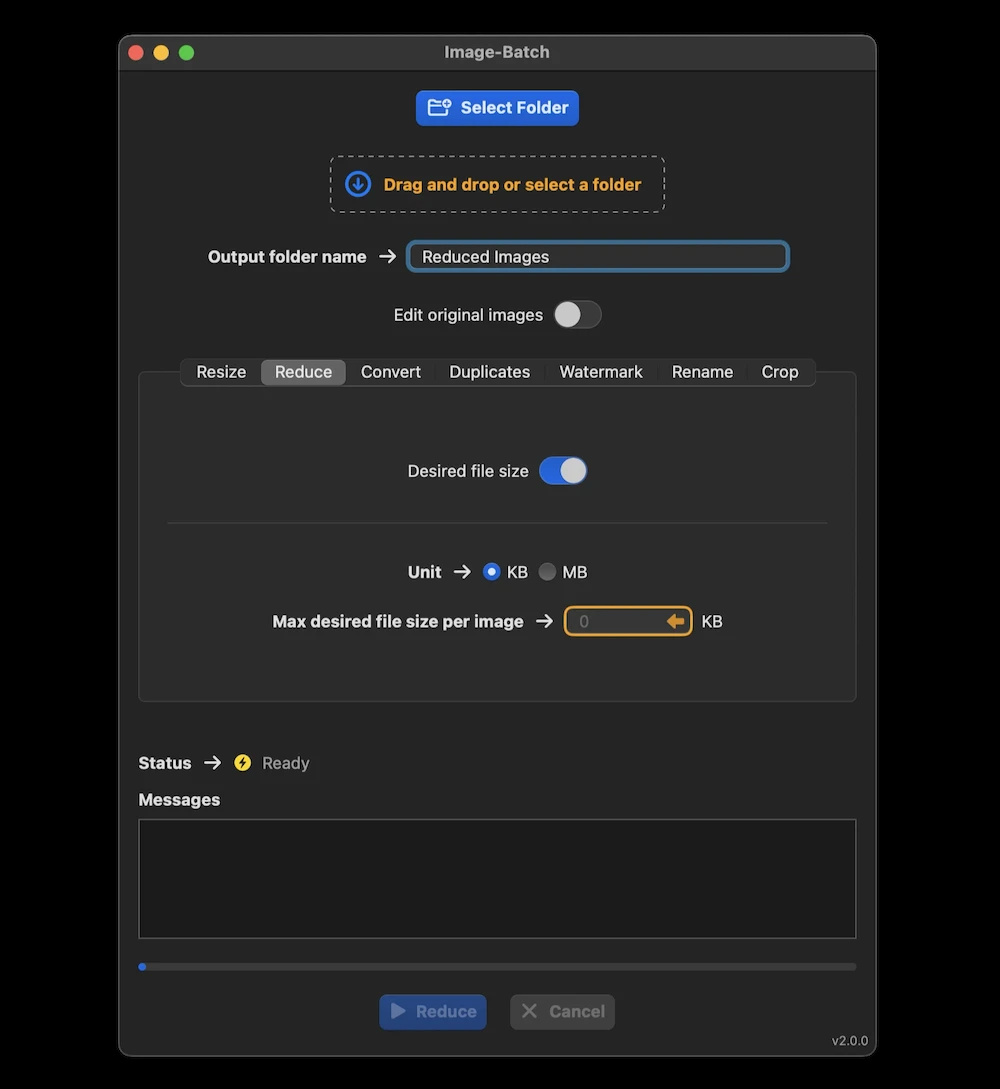 Image-Batch
Select Folder
Drag and drop or select a folder
Output folder name → Reduced Images
Edit original images
Resize Reduce Convert Duplicates Watermark Rename Crop
Desired file size
Unit → KB MB
Max desired file size per image → 0 KB
Status → Ready
Messages
Reduce Cancel
v2.0.0